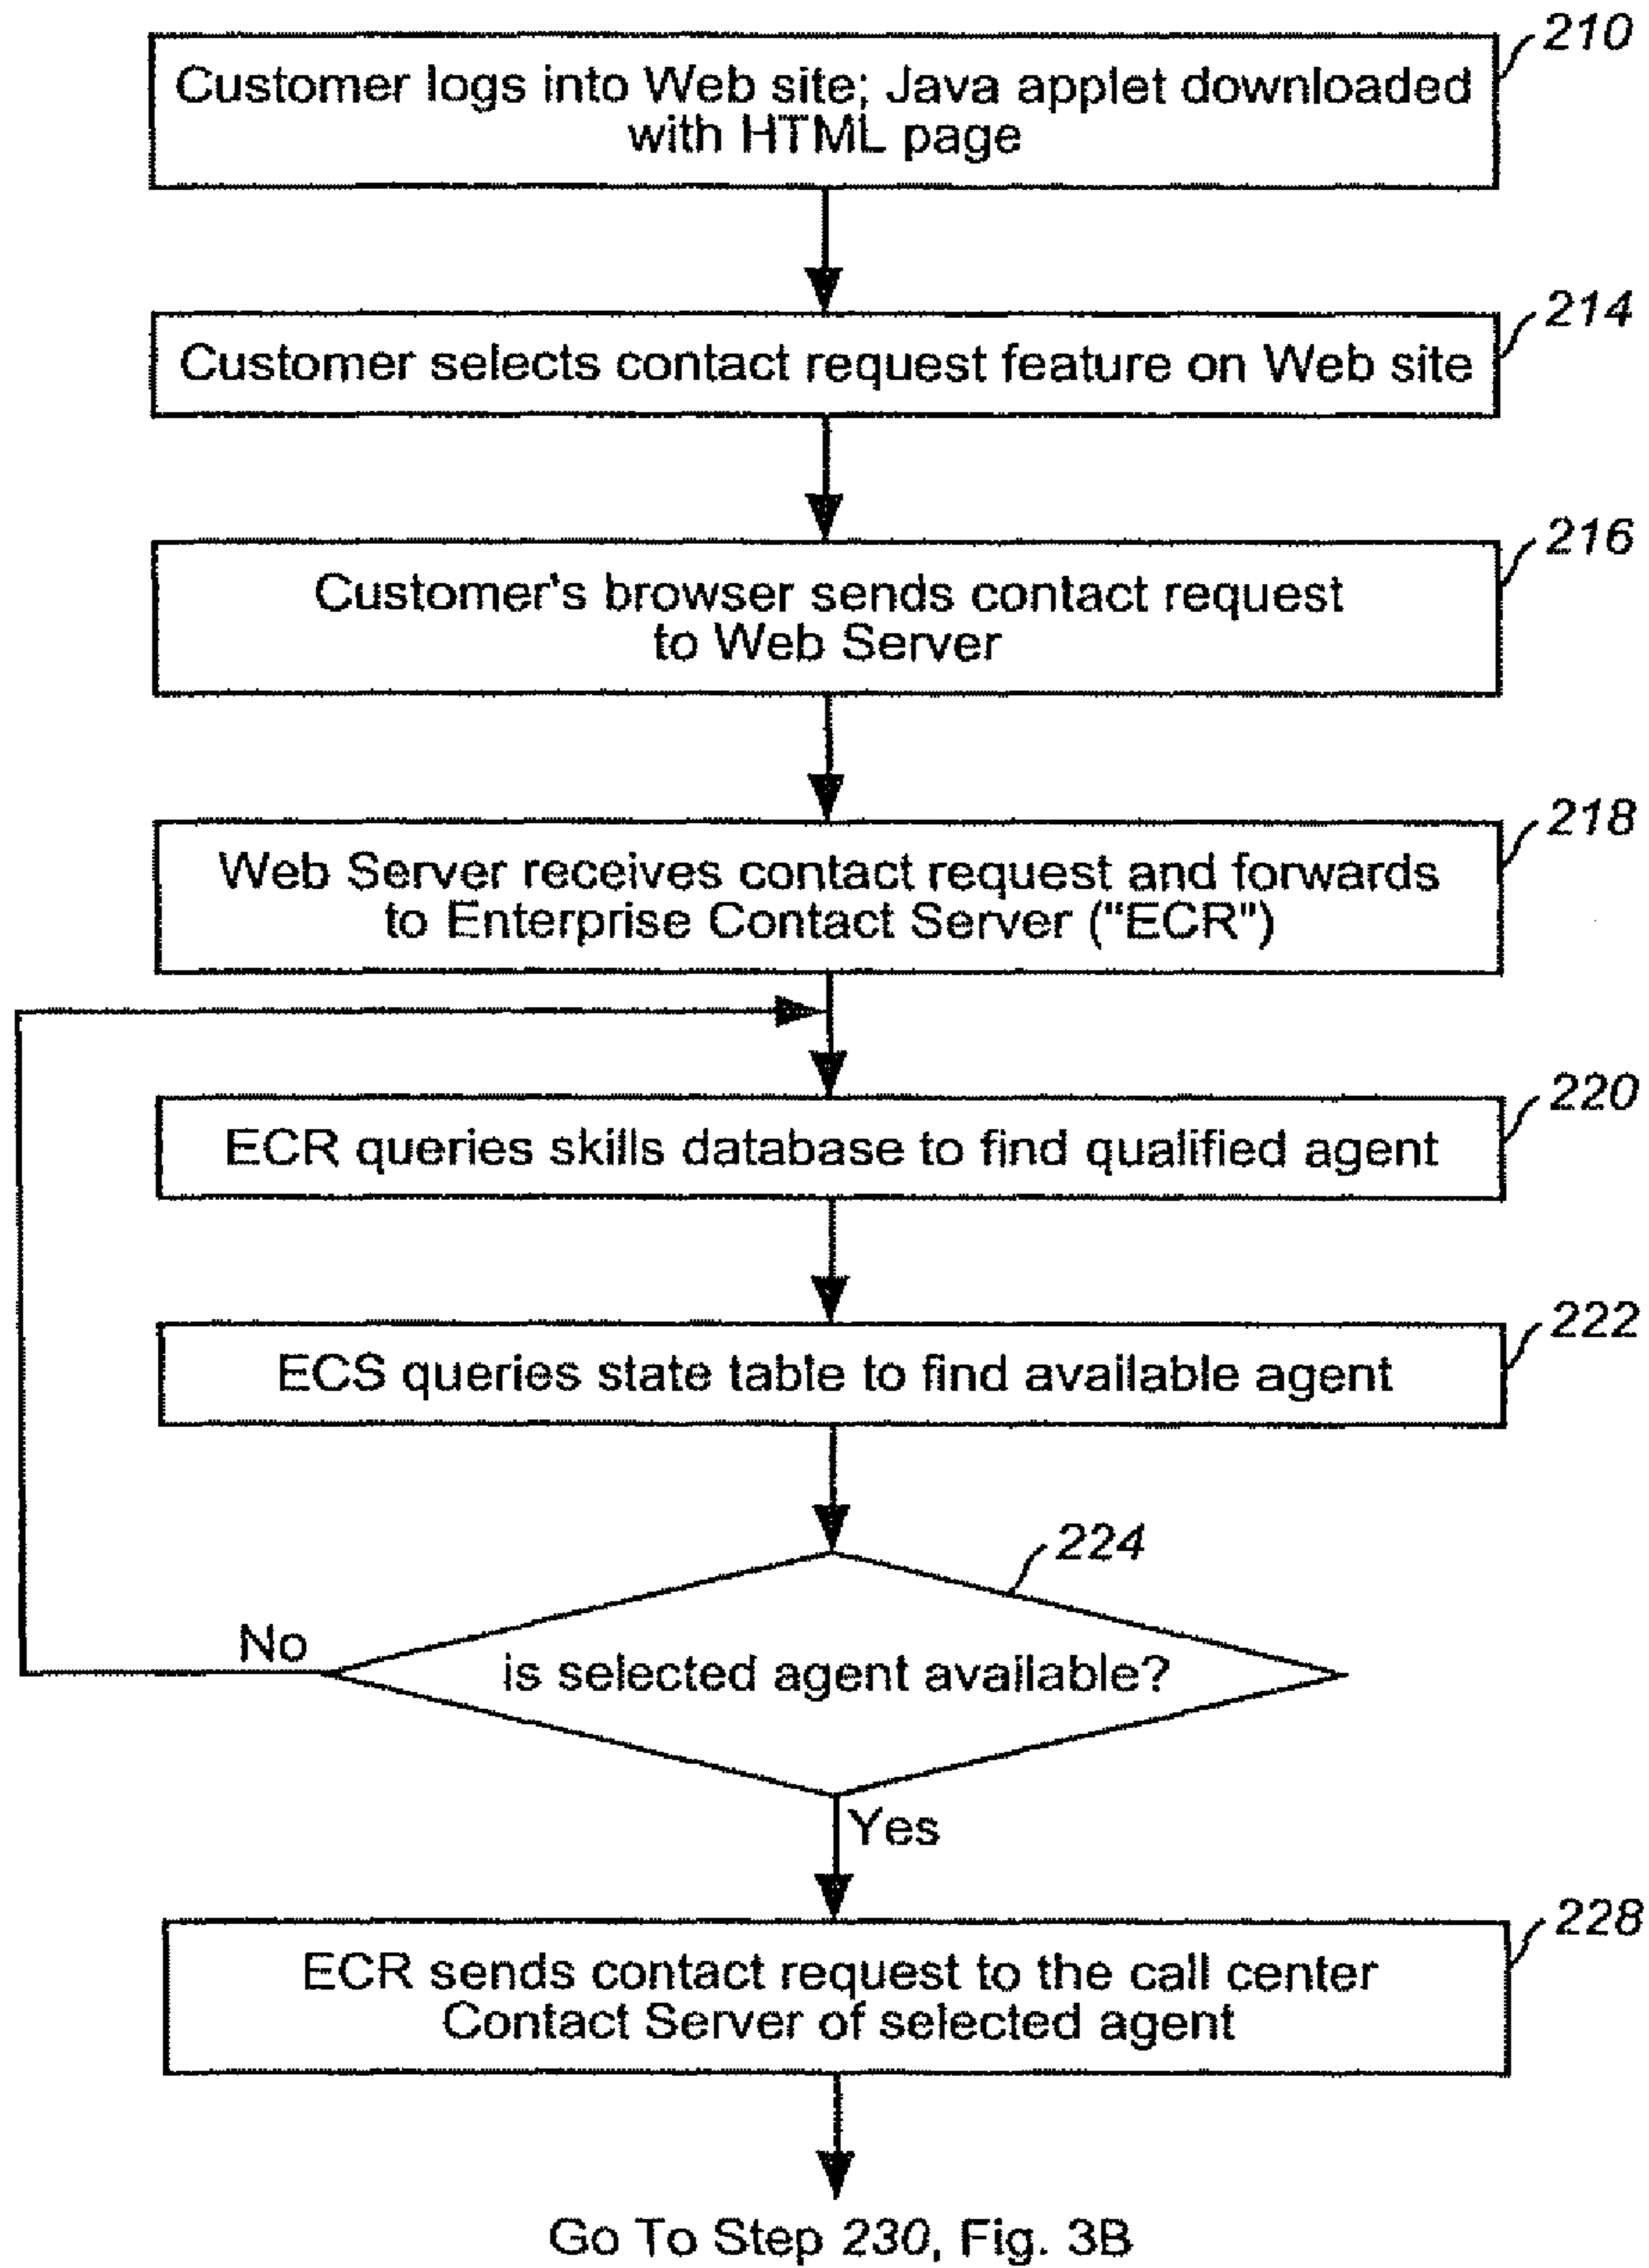 210
Customer logs into Web site; Java applet downloaded
with HTML page
214
Customer selects contact request feature on Web site
216
Customer's browser sends contact request
to Web Server
218
Web Server receives contact request and forwards
to Enterprise Contact Server ("ECR")
220
ECR queries skills database to find qualified agent
222
ECS queries state table to find available agent
224
No
is selected agent available?
Yes
228
ECR sends contact request to the call center
Contact Server of selected agent
Go To Step 230, Fig. 3B